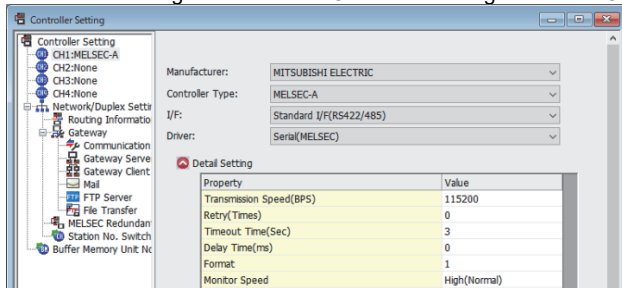 Controller Setting
Controller Setting
CH1:MELSEC-A
CH2:None
CH3:None
CH4:None
Network/Duplex Settin
Routing Informatio
Gateway
Communication
Gateway Serve
Gateway Client
Mail
FTP Server
File Transfer
MELSEC Redundan
Station No. Switch
Buffer Memory Unit No
Manufacturer: MITSUBISHI ELECTRIC
Controller Type: MELSEC-A
I/F: Standard I/F(RS422/485)
Driver: Serial(MELSEC)
Detail Setting
Property Value
Transmission Speed(BPS) 115200
Retry(Times) 0
Timeout Time(Sec) 3
Delay Time(ms) 0
Format 1
Monitor Speed High(Normal)